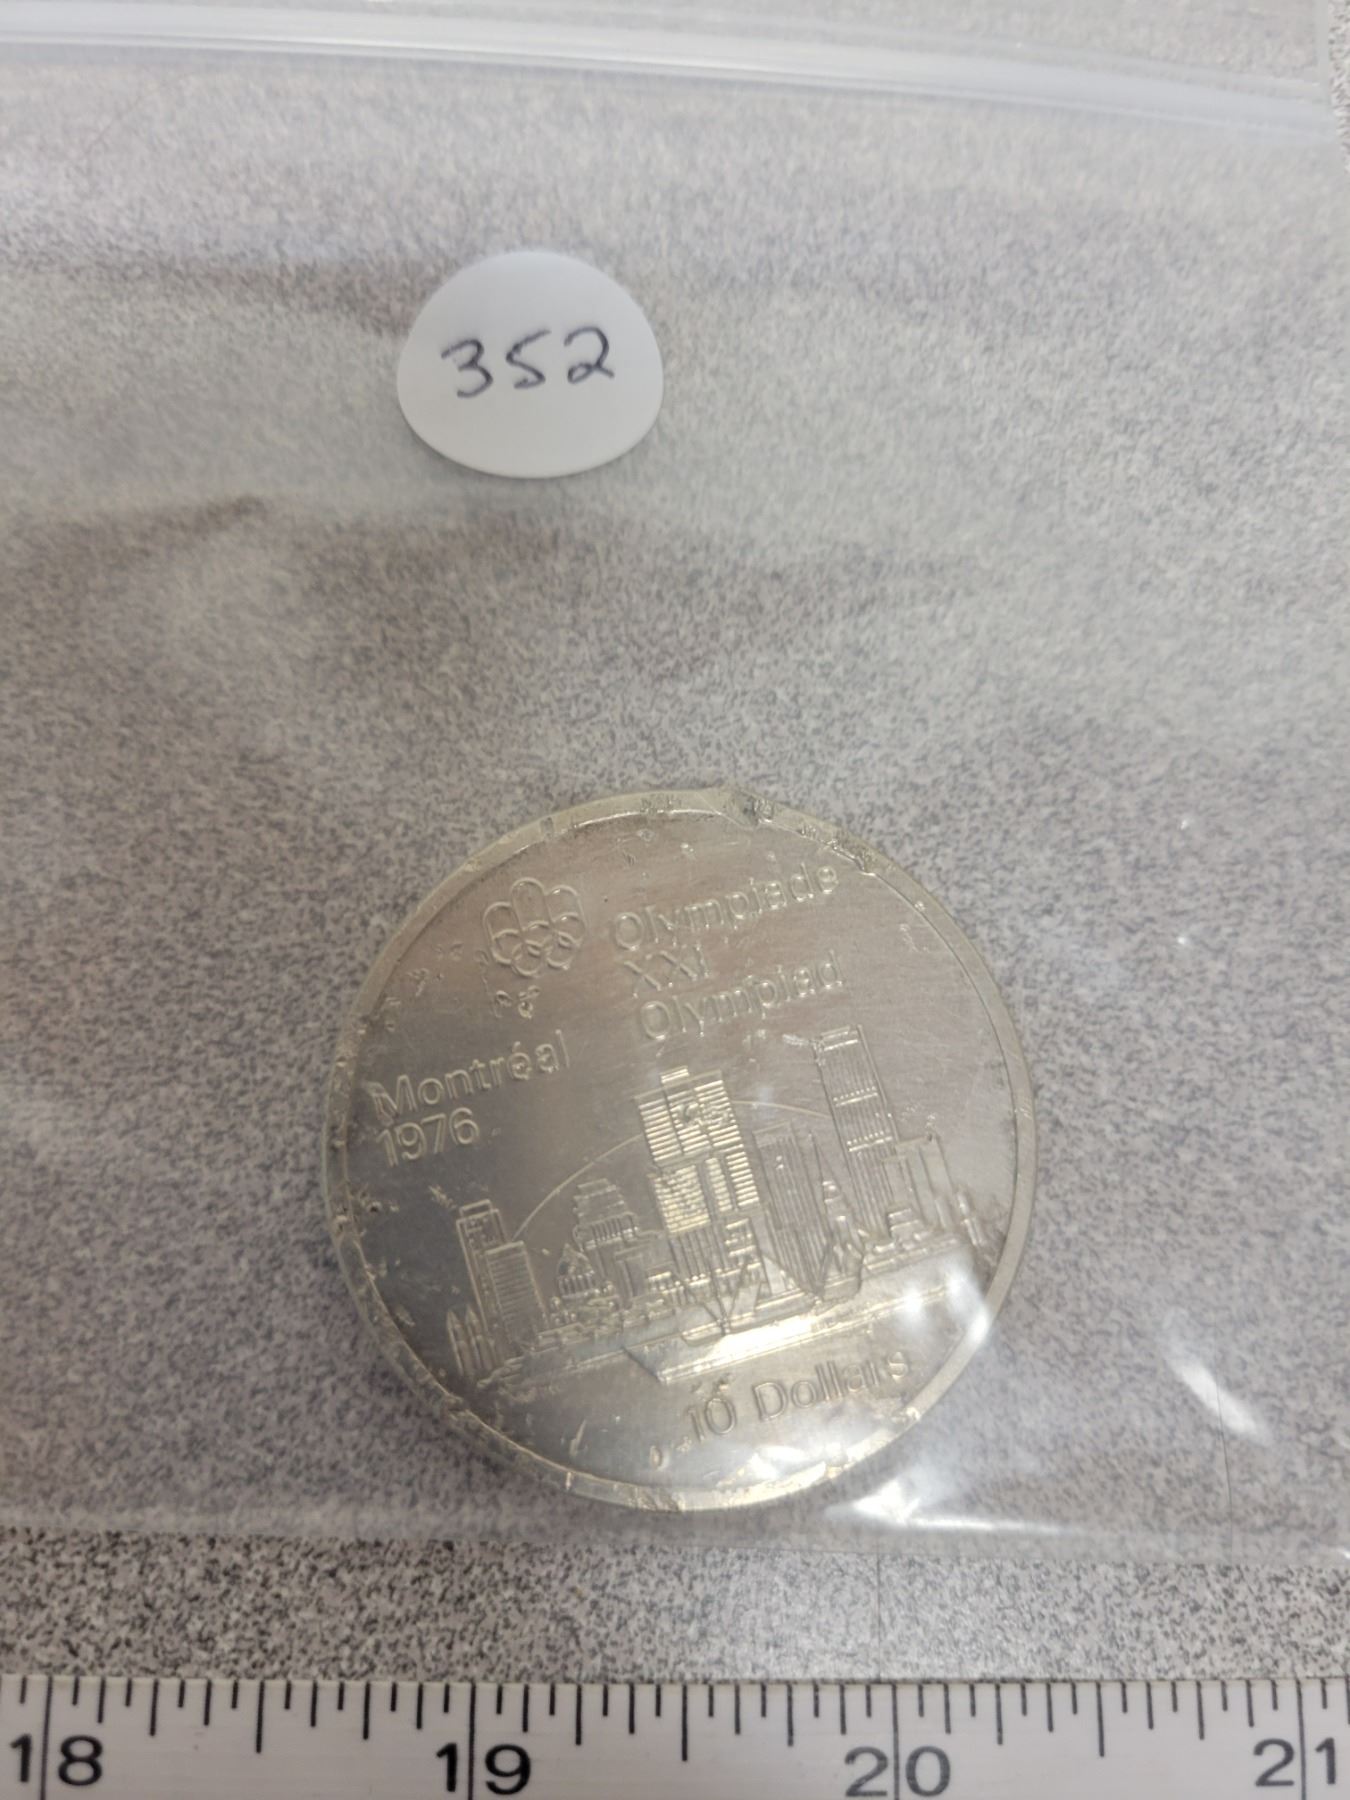 352
Olympiade
XXI
Olympiad
Montréal
1976
10 Dollars
18 19 20 21